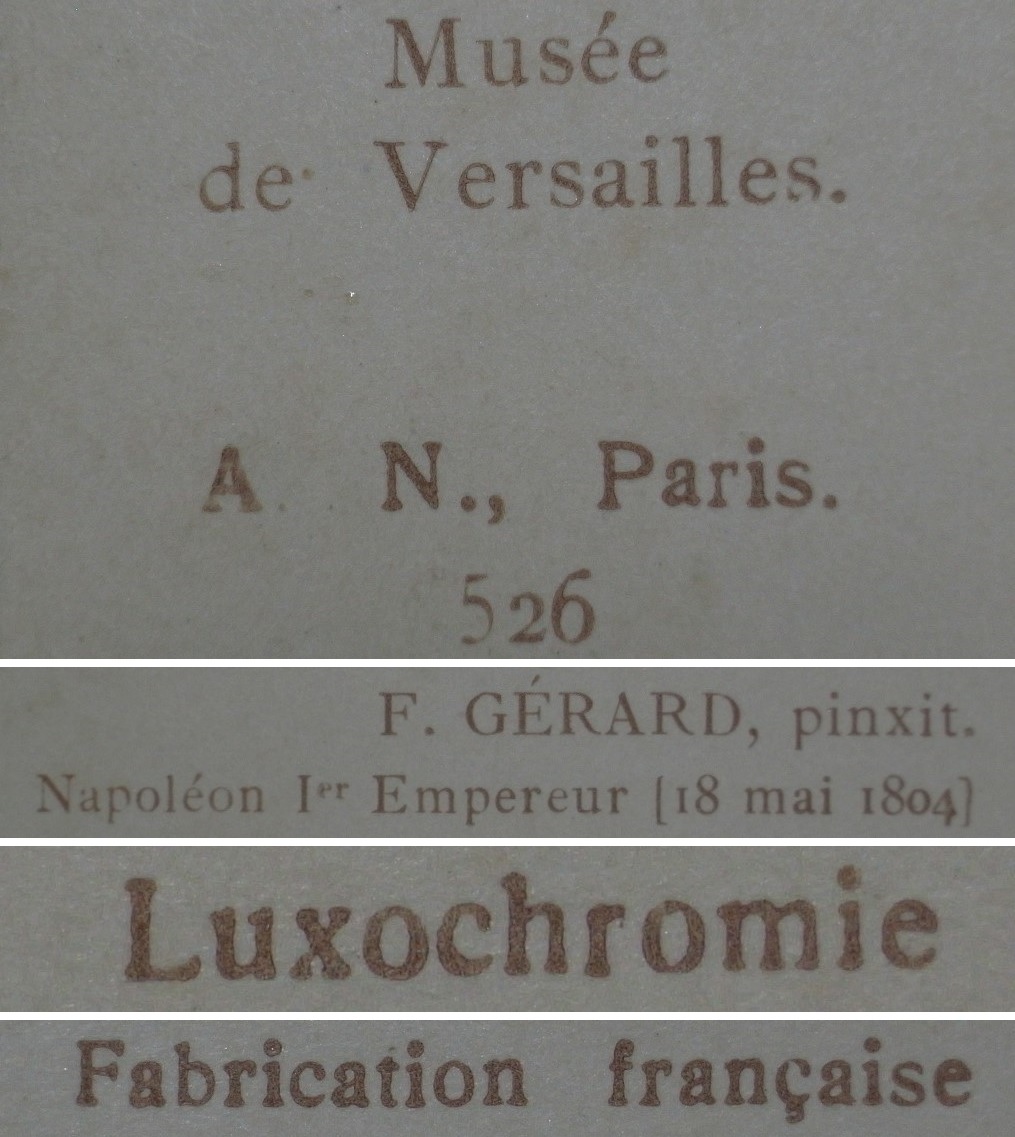 Musée
de Versailles.
A. N., Paris.
526
F. GÉRARD, pinxit.
Napoléon Ier Empereur [18 mai 1804]
Luxochromie
Fabrication française